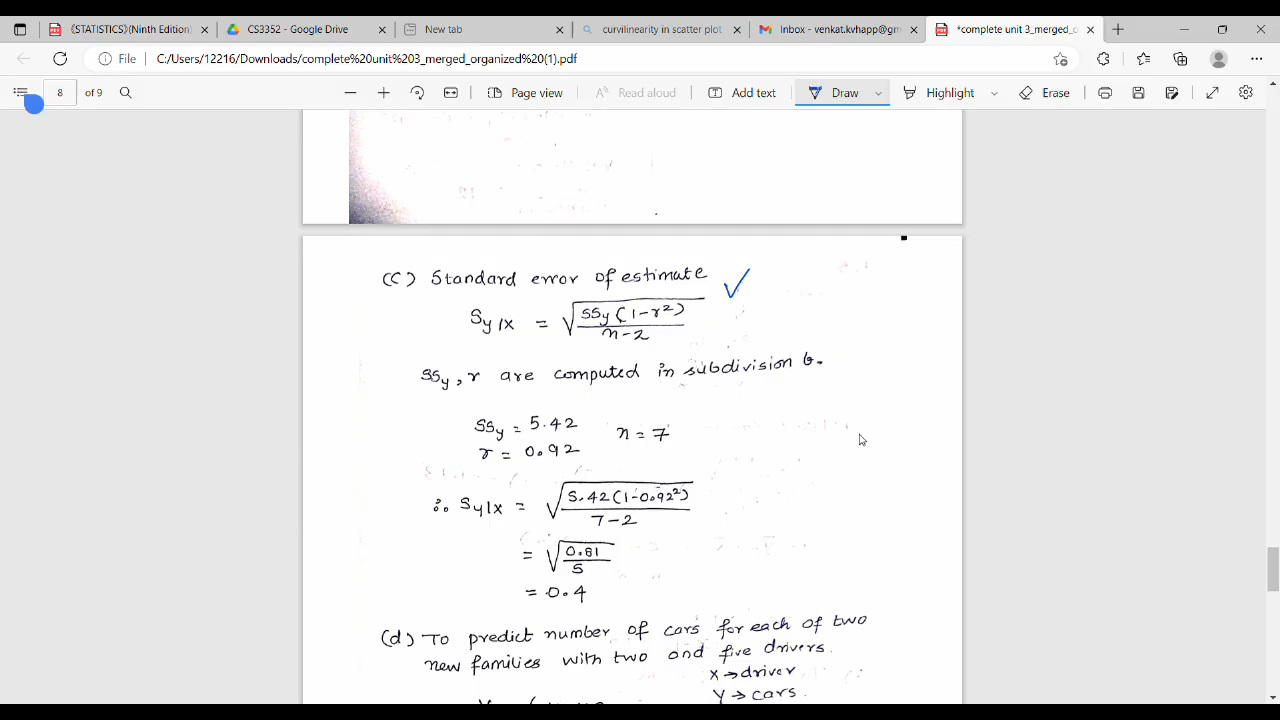 (STATISTICS)(Ninth Edition)
CS3352 - Google Drive
New tab
curvilinearity in scatter plot
Inbox - venkat.kvhapp@gm
*complete unit 3_merged_o
File
C:/Users/12216/Downloads/complete%20unit%203_merged_organized%20(1).pdf
8 of 9
Page view
Read aloud
Add text
Draw
Highlight
Erase
(C) Standard error of estimate ✓
Sy|x = √SSy(1-r²)/n-2
SSy, r are computed in subdivision b.
SSy = 5.42 n = 7
r = 0.92
∴ Sy|x = √5.42(1-0.92²)/7-2
= √0.81/5
= 0.4
(d) To predict number of cars for each of two
new families with two and five drivers.
x→driver
Y→cars.